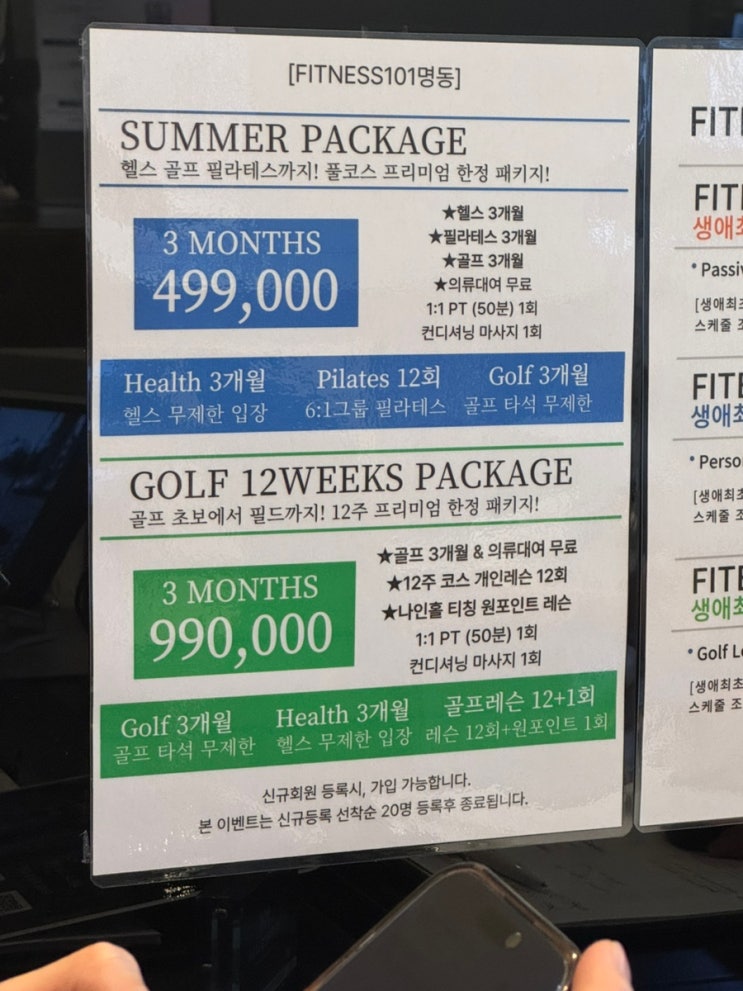 [FITNESS101명동]
SUMMER PACKAGE
헬스 골프 필라테스까지! 풀코스 프리미엄 한정 패키지!
3 MONTHS
499,000
★헬스 3개월
★필라테스 3개월
★골프 3개월
★의류대여 무료
1:1 PT (50분) 1회
컨디셔닝 마사지 1회
Health 3개월 Pilates 12회 Golf 3개월
헬스 무제한 입장 6:1그룹 필라테스 골프 타석 무제한
GOLF 12WEEKS PACKAGE
골프 초보에서 필드까지! 12주 프리미엄 한정 패키지!
3 MONTHS
990,000
★골프 3개월 & 의류대여 무료
★12주 코스 개인레슨 12회
★나인홀 티칭 원포인트 레슨
1:1 PT (50분) 1회
컨디셔닝 마사지 1회
Golf 3개월 Health 3개월 골프레슨 12+1회
골프 타석 무제한 헬스 무제한 입장 레슨 12회+원포인트 1회
신규회원 등록시, 가입 가능합니다.
본 이벤트는 신규등록 선착순 20명 등록후 종료됩니다.
FIT
FIT
생애최
•Passiv
[생애최초
스케줄 조
FITE
생애최
•Person
[생애최초
스케줄 조
FITE
생애최
•Golf Le
[생애최초
스케줄 조